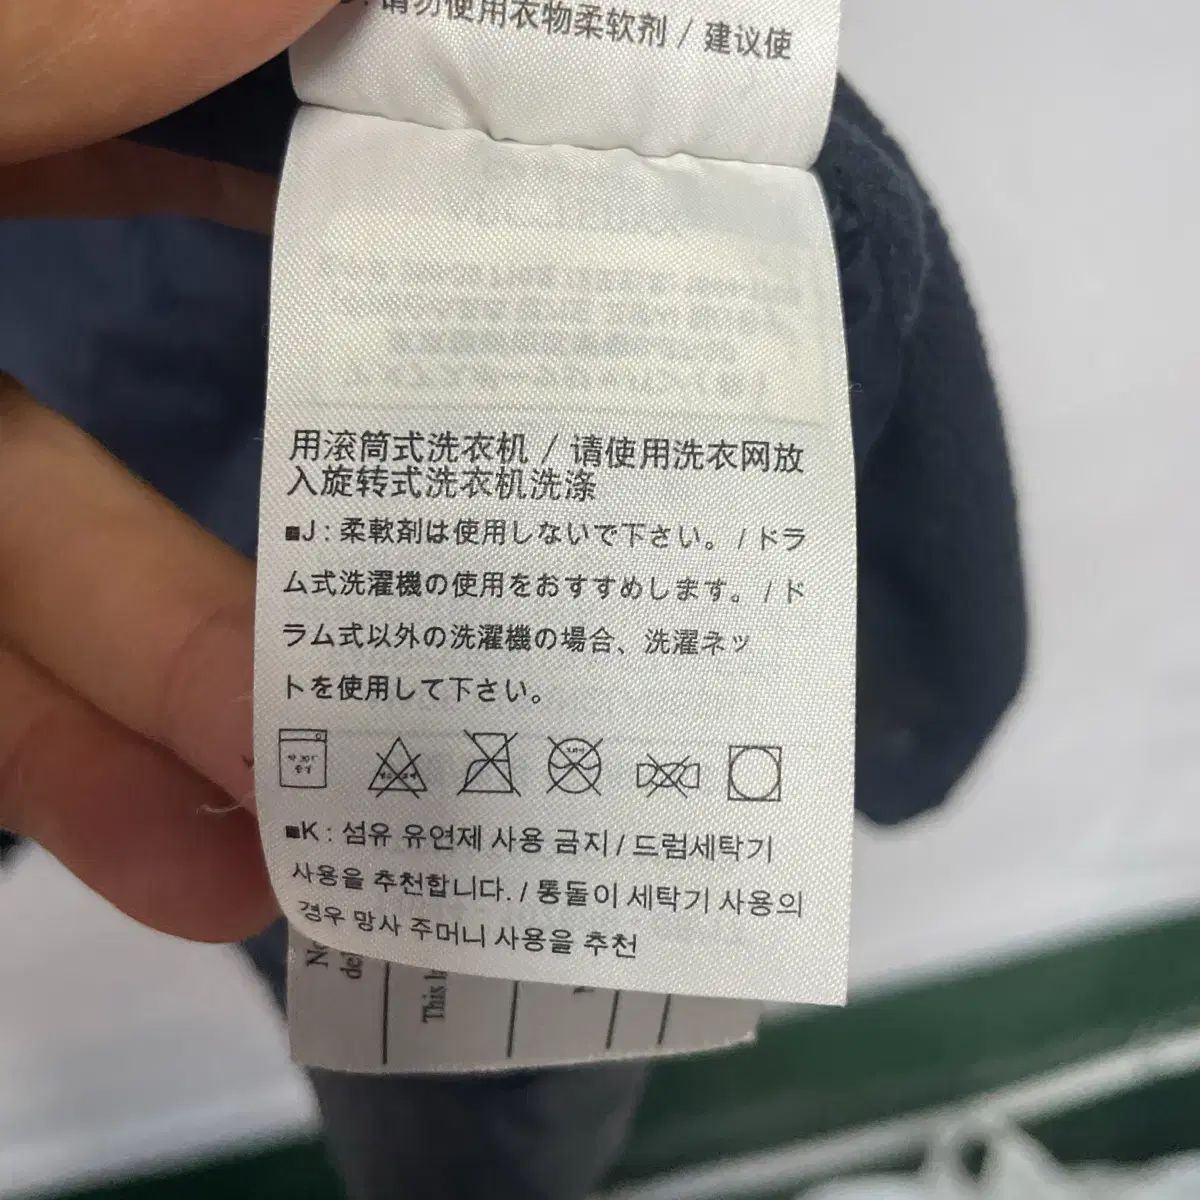 请勿使用衣物柔软剂 / 建议使
用滚筒式洗衣机 / 请使用洗衣网放
入旋转式洗衣机洗涤
■J : 柔軟剤は使用しないで下さい。 / ドラ
ム式洗濯機の使用をおすすめします。 / ド
ラム式以外の洗濯機の場合、洗濯ネッ
トを使用して下さい。
■K : 섬유 유연제 사용 금지 / 드럼세탁기
사용을 추천합니다. / 통돌이 세탁기 사용의
경우 망사 주머니 사용을 추천
This